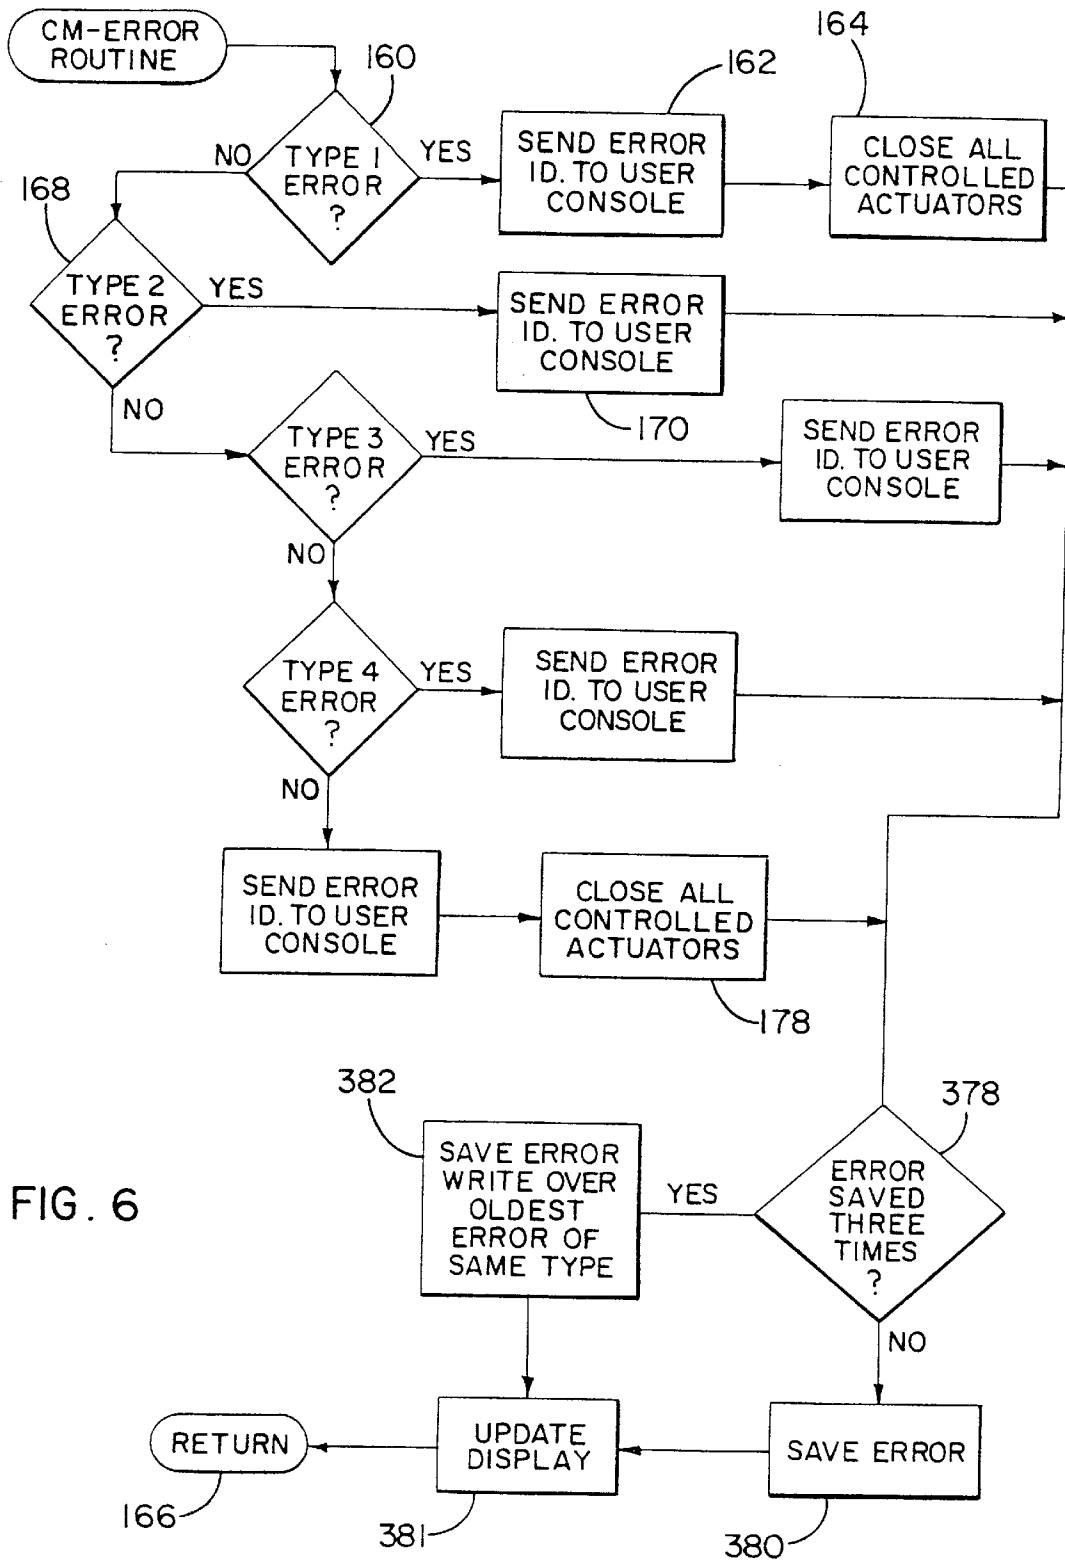 CM-ERROR
ROUTINE
160
162
164
TYPE 1
ERROR
?
NO
YES
SEND ERROR
ID. TO USER
CONSOLE
CLOSE ALL
CONTROLLED
ACTUATORS
168
TYPE 2
ERROR
?
YES
NO
SEND ERROR
ID. TO USER
CONSOLE
170
TYPE 3
ERROR
?
YES
NO
SEND ERROR
ID. TO USER
CONSOLE
TYPE 4
ERROR
?
YES
NO
SEND ERROR
ID. TO USER
CONSOLE
SEND ERROR
ID. TO USER
CONSOLE
CLOSE ALL
CONTROLLED
ACTUATORS
178
382
378
SAVE ERROR
WRITE OVER
OLDEST
ERROR OF
SAME TYPE
YES
ERROR
SAVED
THREE
TIMES
?
NO
FIG. 6
RETURN
UPDATE
DISPLAY
SAVE ERROR
166
381
380